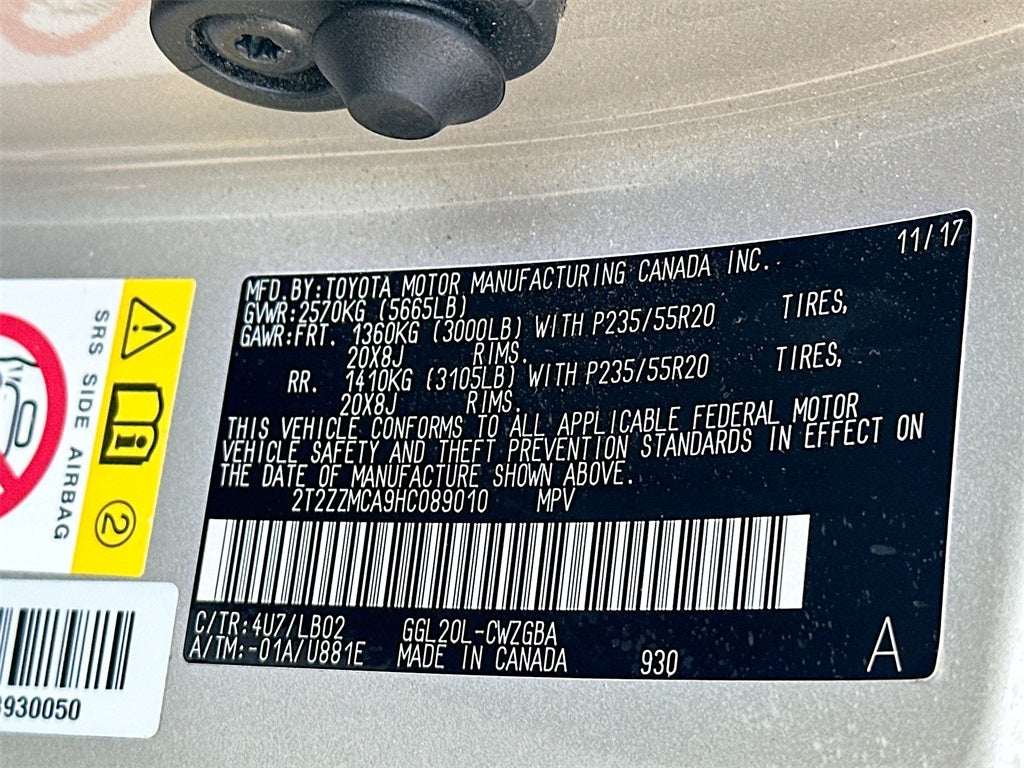 11/17
MFD.BY:TOYOTA MOTOR MANUFACTURING CANADA INC.
GVWR:2570KG (5665LB)
GAWR:FRT. 1360KG (3000LB) WITH P235/55R20 TIRES,
20X8J RIMS.
RR. 1410KG (3105LB) WITH P235/55R20 TIRES,
20X8J RIMS.
THIS VEHICLE CONFORMS TO ALL APPLICABLE FEDERAL MOTOR
VEHICLE SAFETY AND THEFT PREVENTION STANDARDS IN EFFECT ON
THE DATE OF MANUFACTURE SHOWN ABOVE.
2T2ZZMCA9HC089010 MPV
C/TR:4U7/LB02 GGL20L-CWZGBA
A/TM:-01A/U881E MADE IN CANADA 930 A
SRS SIDE AIRBAG
2
930050